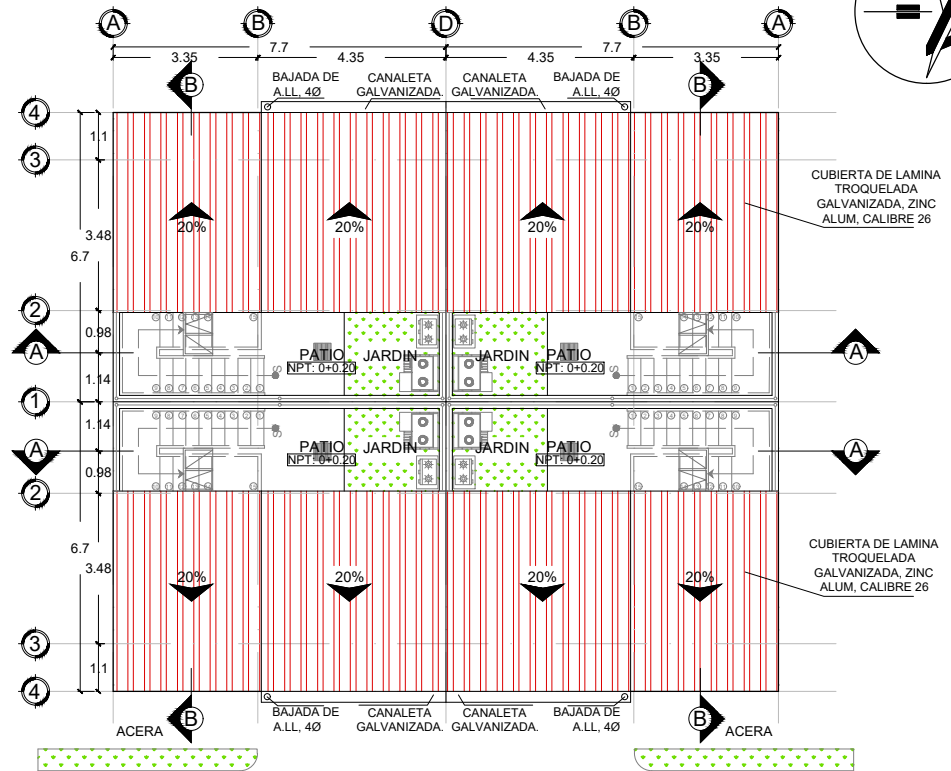 A B D B A
7.7 7.7
3.35 4.35 4.35 3.35
B B
BAJADA DE CANALETA CANALETA BAJADA DE
A.LL, 4Ø GALVANIZADA. GALVANIZADA. A.LL, 4Ø
4
1.1
3
CUBIERTA DE LAMINA
TROQUELADA
GALVANIZADA, ZINC
ALUM, CALIBRE 26
20% 20% 20% 20%
3.48
6.7
2
0.98
A A
PATIO JARDIN JARDIN PATIO
NPT: 0+0.20 NPT: 0+0.20
S S
1.14
1
1.14
S S
PATIO JARDIN JARDIN PATIO
NPT: 0+0.20 NPT: 0+0.20
A A
0.98
2
6.7
3.48
CUBIERTA DE LAMINA
TROQUELADA
GALVANIZADA, ZINC
ALUM, CALIBRE 26
20% 20% 20% 20%
3
1.1
4
BAJADA DE CANALETA CANALETA BAJADA DE
A.LL, 4Ø GALVANIZADA. GALVANIZADA. A.LL, 4Ø
B B
ACERA ACERA